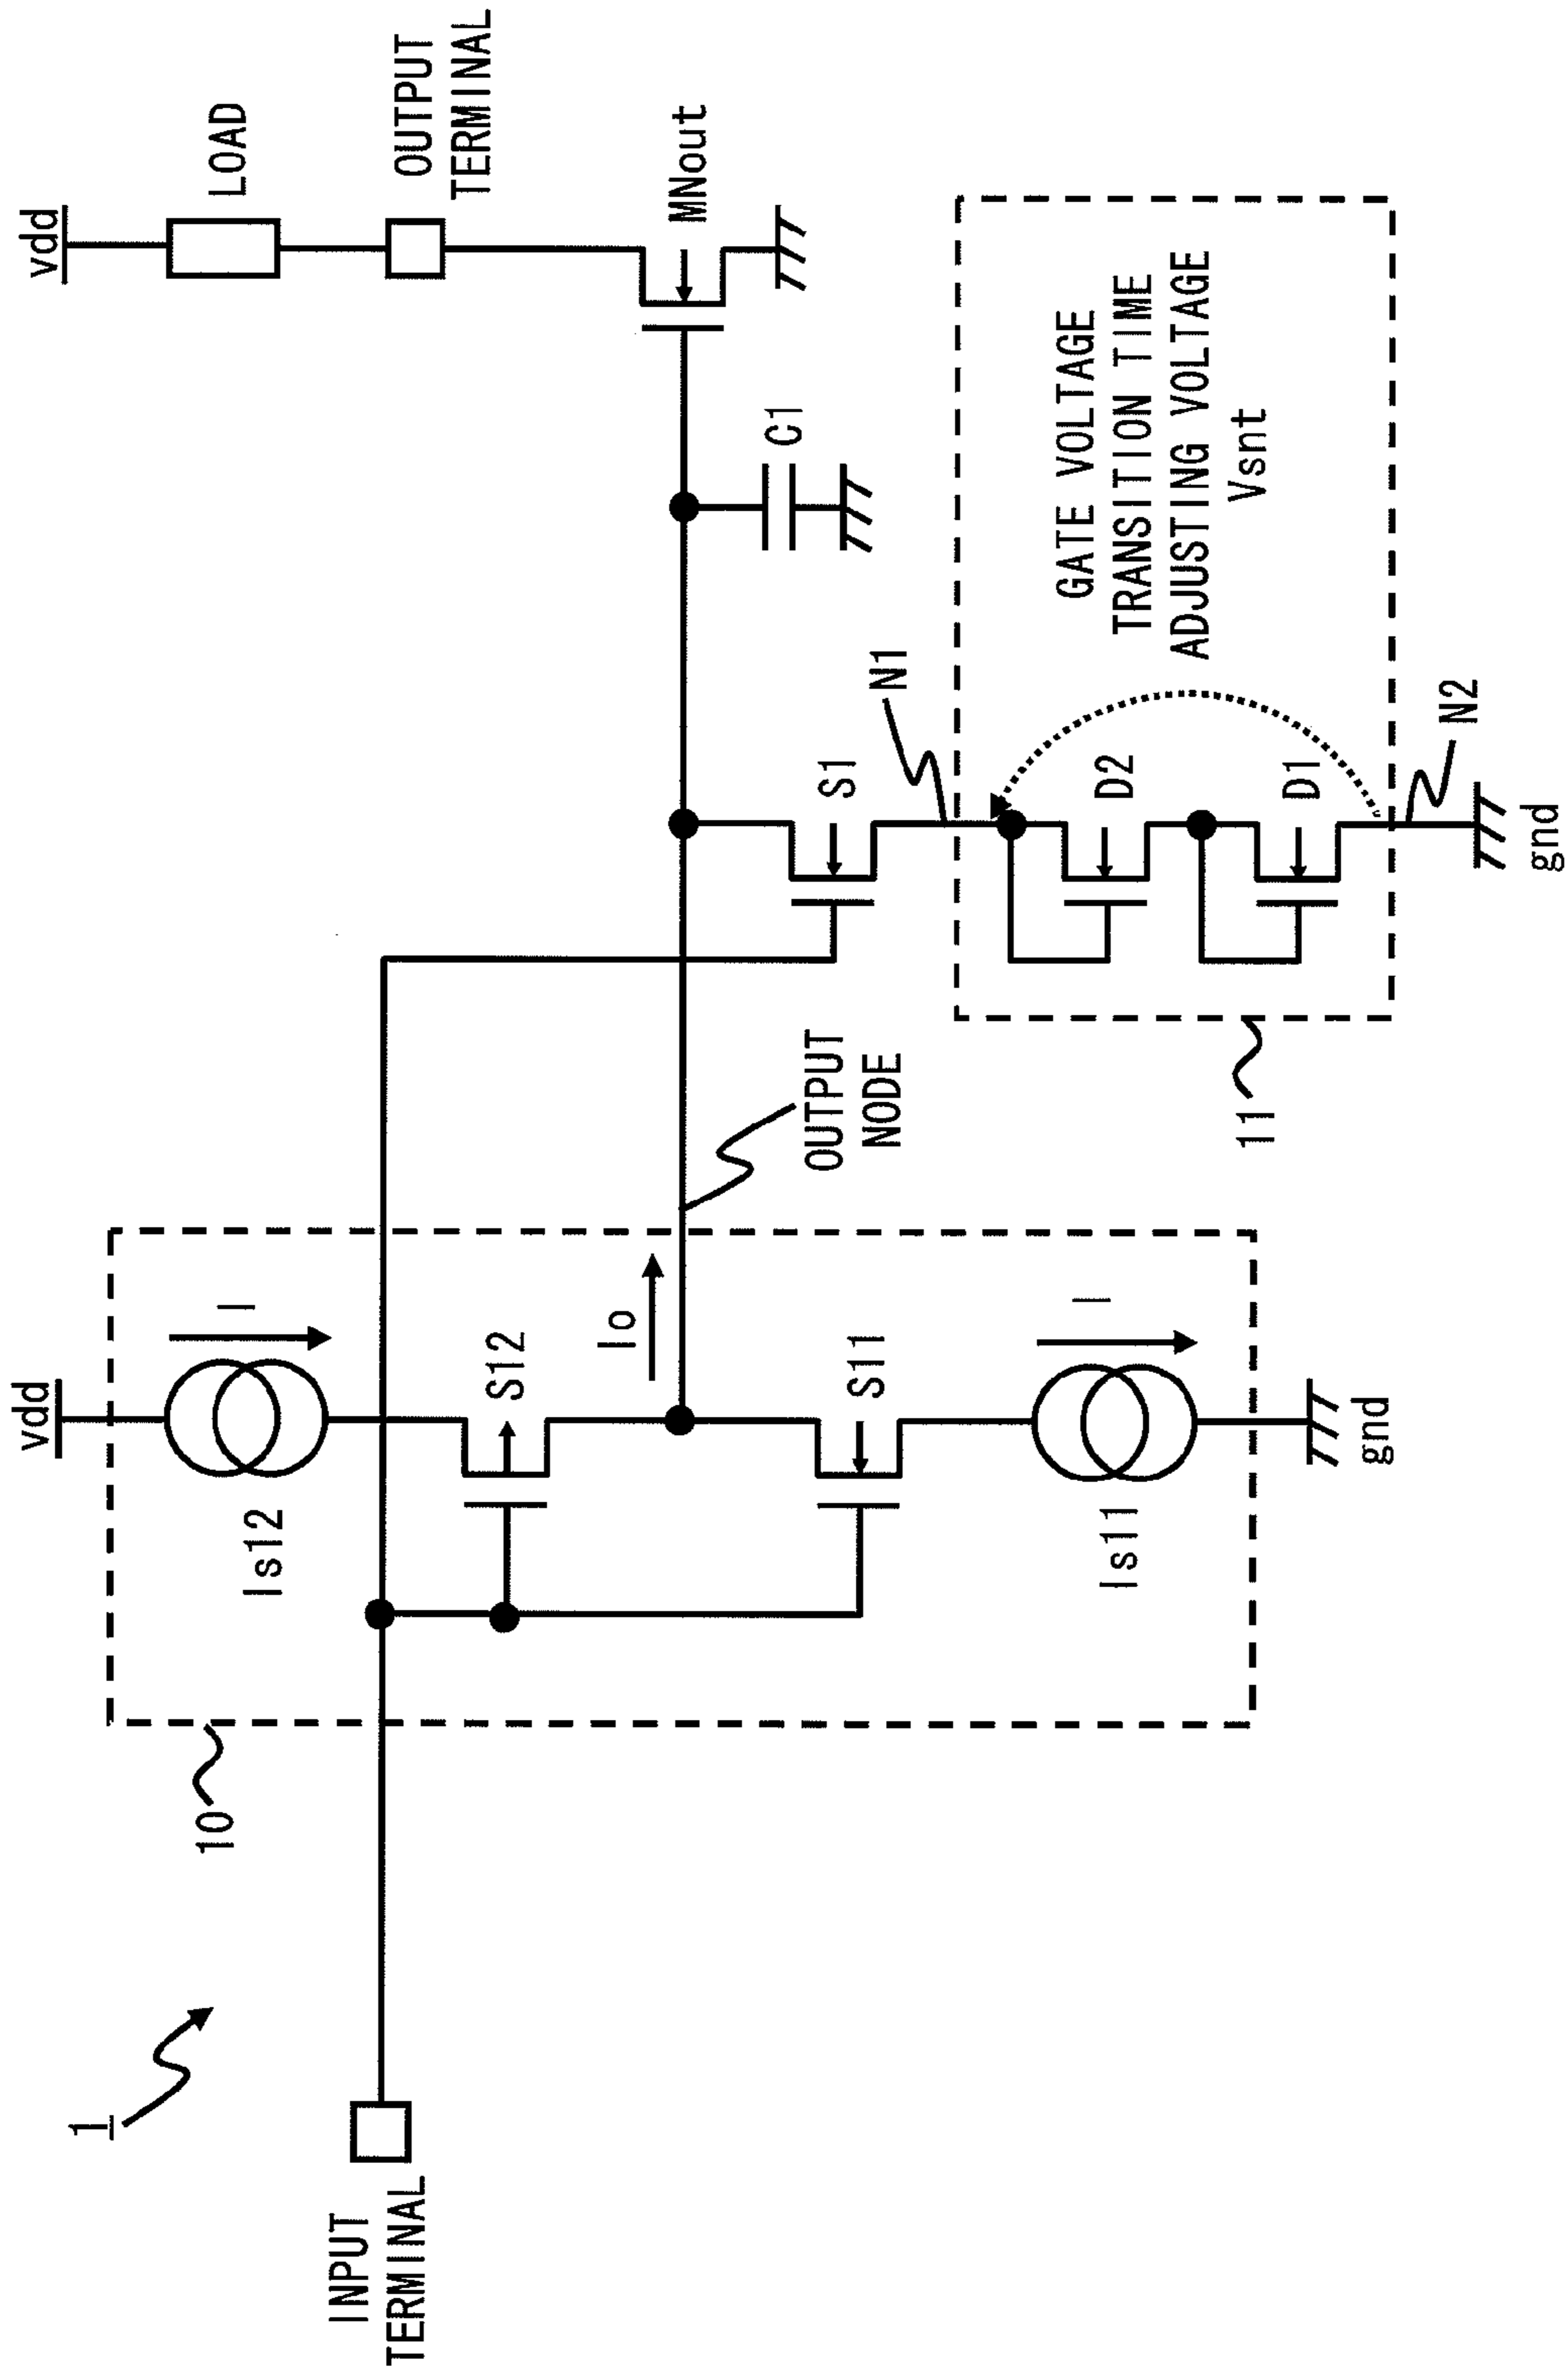 1
INPUT
TERMINAL
10
vdd
Is12
I
S12
Io
S11
Is11
I
gnd
OUTPUT
NODE
11
S1
N1
D2
D1
N2
gnd
GATE VOLTAGE
TRANSITION TIME
ADJUSTING VOLTAGE
Vsnt
C1
vdd
LOAD
OUTPUT
TERMINAL
MNout